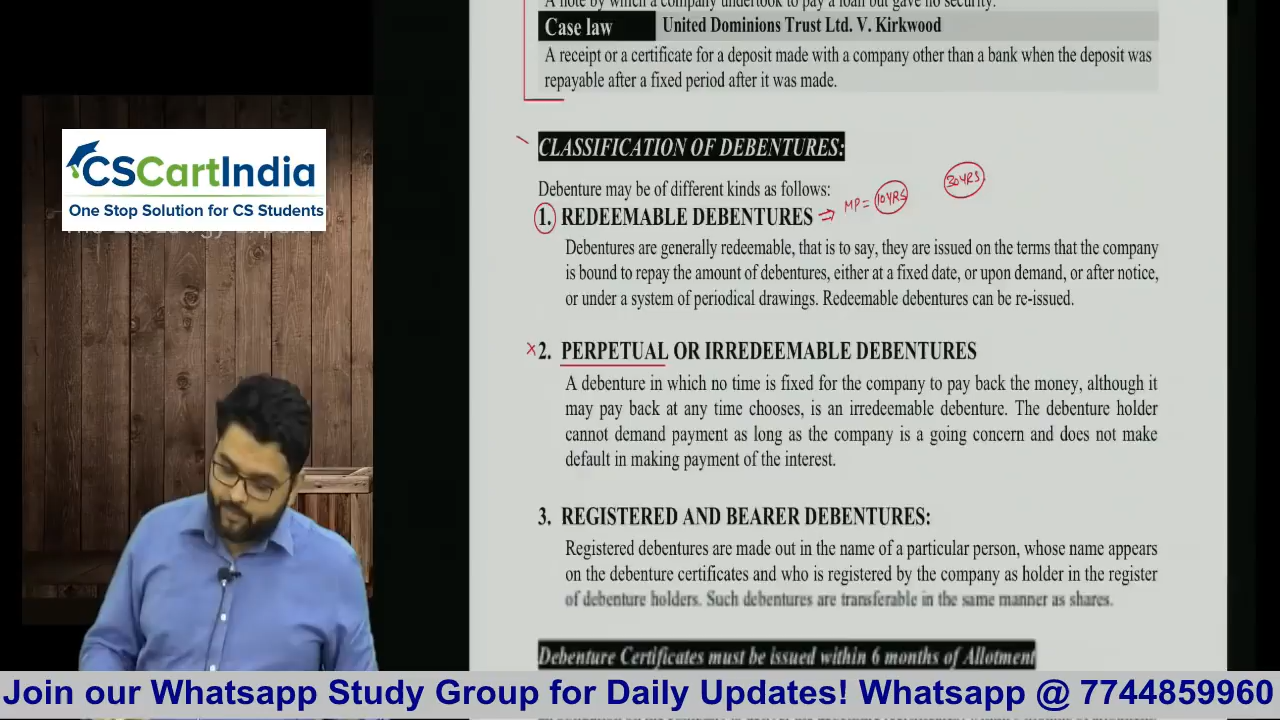 A note by which a company undertook to pay a loan but gave no security.
Case law United Dominions Trust Ltd. V. Kirkwood
A receipt or a certificate for a deposit made with a company other than a bank when the deposit was
repayable after a fixed period after it was made.
CSCartIndia
One Stop Solution for CS Students
CLASSIFICATION OF DEBENTURES:
Debenture may be of different kinds as follows:
30YRS
1. REDEEMABLE DEBENTURES → MP = 10YRS
Debentures are generally redeemable, that is to say, they are issued on the terms that the company
is bound to repay the amount of debentures, either at a fixed date, or upon demand, or after notice,
or under a system of periodical drawings. Redeemable debentures can be re-issued.
2. PERPETUAL OR IRREDEEMABLE DEBENTURES
A debenture in which no time is fixed for the company to pay back the money, although it
may pay back at any time chooses, is an irredeemable debenture. The debenture holder
cannot demand payment as long as the company is a going concern and does not make
default in making payment of the interest.
3. REGISTERED AND BEARER DEBENTURES:
Registered debentures are made out in the name of a particular person, whose name appears
on the debenture certificates and who is registered by the company as holder in the register
of debenture holders. Such debentures are transferable in the same manner as shares.
Debenture Certificates must be issued within 6 months of Allotment
Join our Whatsapp Study Group for Daily Updates! Whatsapp @ 7744859960